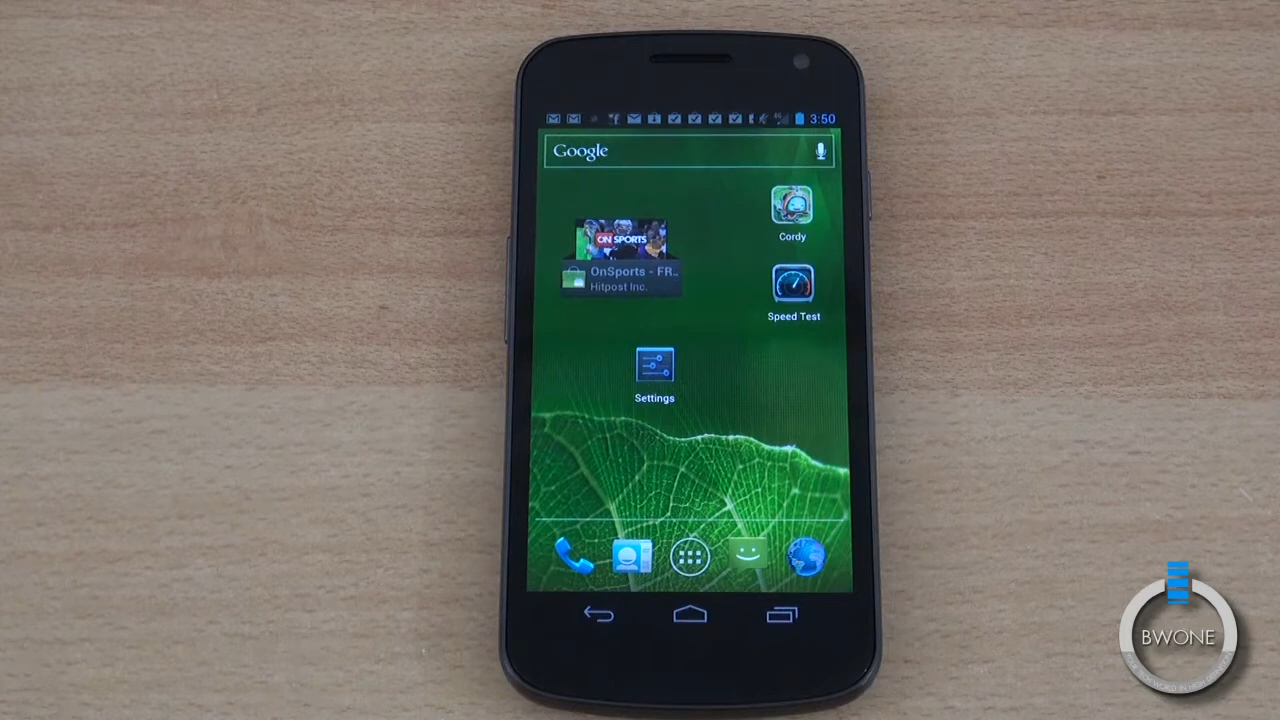 3:50
Google
ON SPORTS
OnSports - FR..
Hitpost Inc.
Cordy
Speed Test
Settings
BWONE